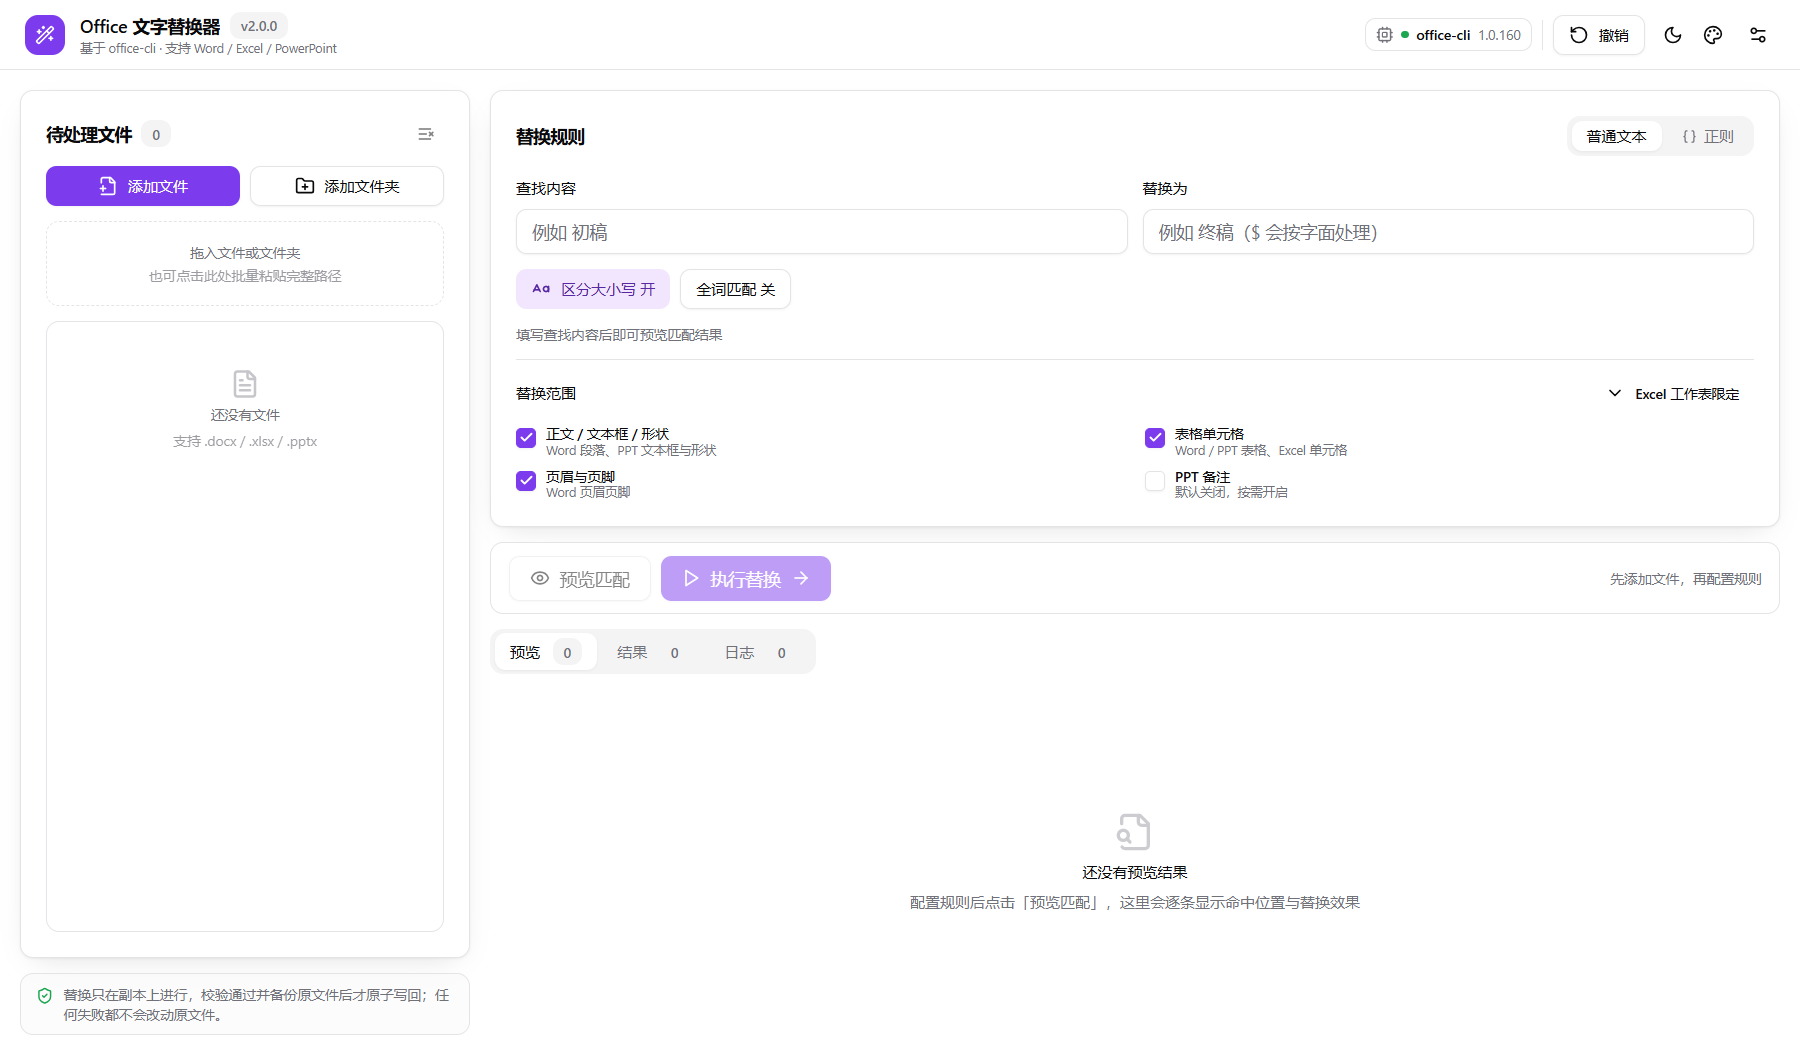 Office 文字替换器 v2.0.0
基于 office-cli · 支持 Word / Excel / PowerPoint
office-cli 1.0.160
撤销
待处理文件 0
添加文件
添加文件夹
拖入文件或文件夹
也可点击此处批量粘贴完整路径
还没有文件
支持 .docx / .xlsx / .pptx
替换只在副本上进行，校验通过并备份原文件后才原子写回；任
何失败都不会改动原文件。
替换规则
普通文本
{} 正则
查找内容
替换为
例如 初稿
例如 终稿（$ 会按字面处理）
Aa 区分大小写 开
全词匹配 关
填写查找内容后即可预览匹配结果
替换范围
Excel 工作表限定
正文 / 文本框 / 形状
Word 段落、PPT 文本框与形状
表格单元格
Word / PPT 表格、Excel 单元格
页眉与页脚
Word 页眉页脚
PPT 备注
默认关闭，按需开启
预览匹配
执行替换
先添加文件，再配置规则
预览 0
结果 0
日志 0
还没有预览结果
配置规则后点击「预览匹配」，这里会逐条显示命中位置与替换效果